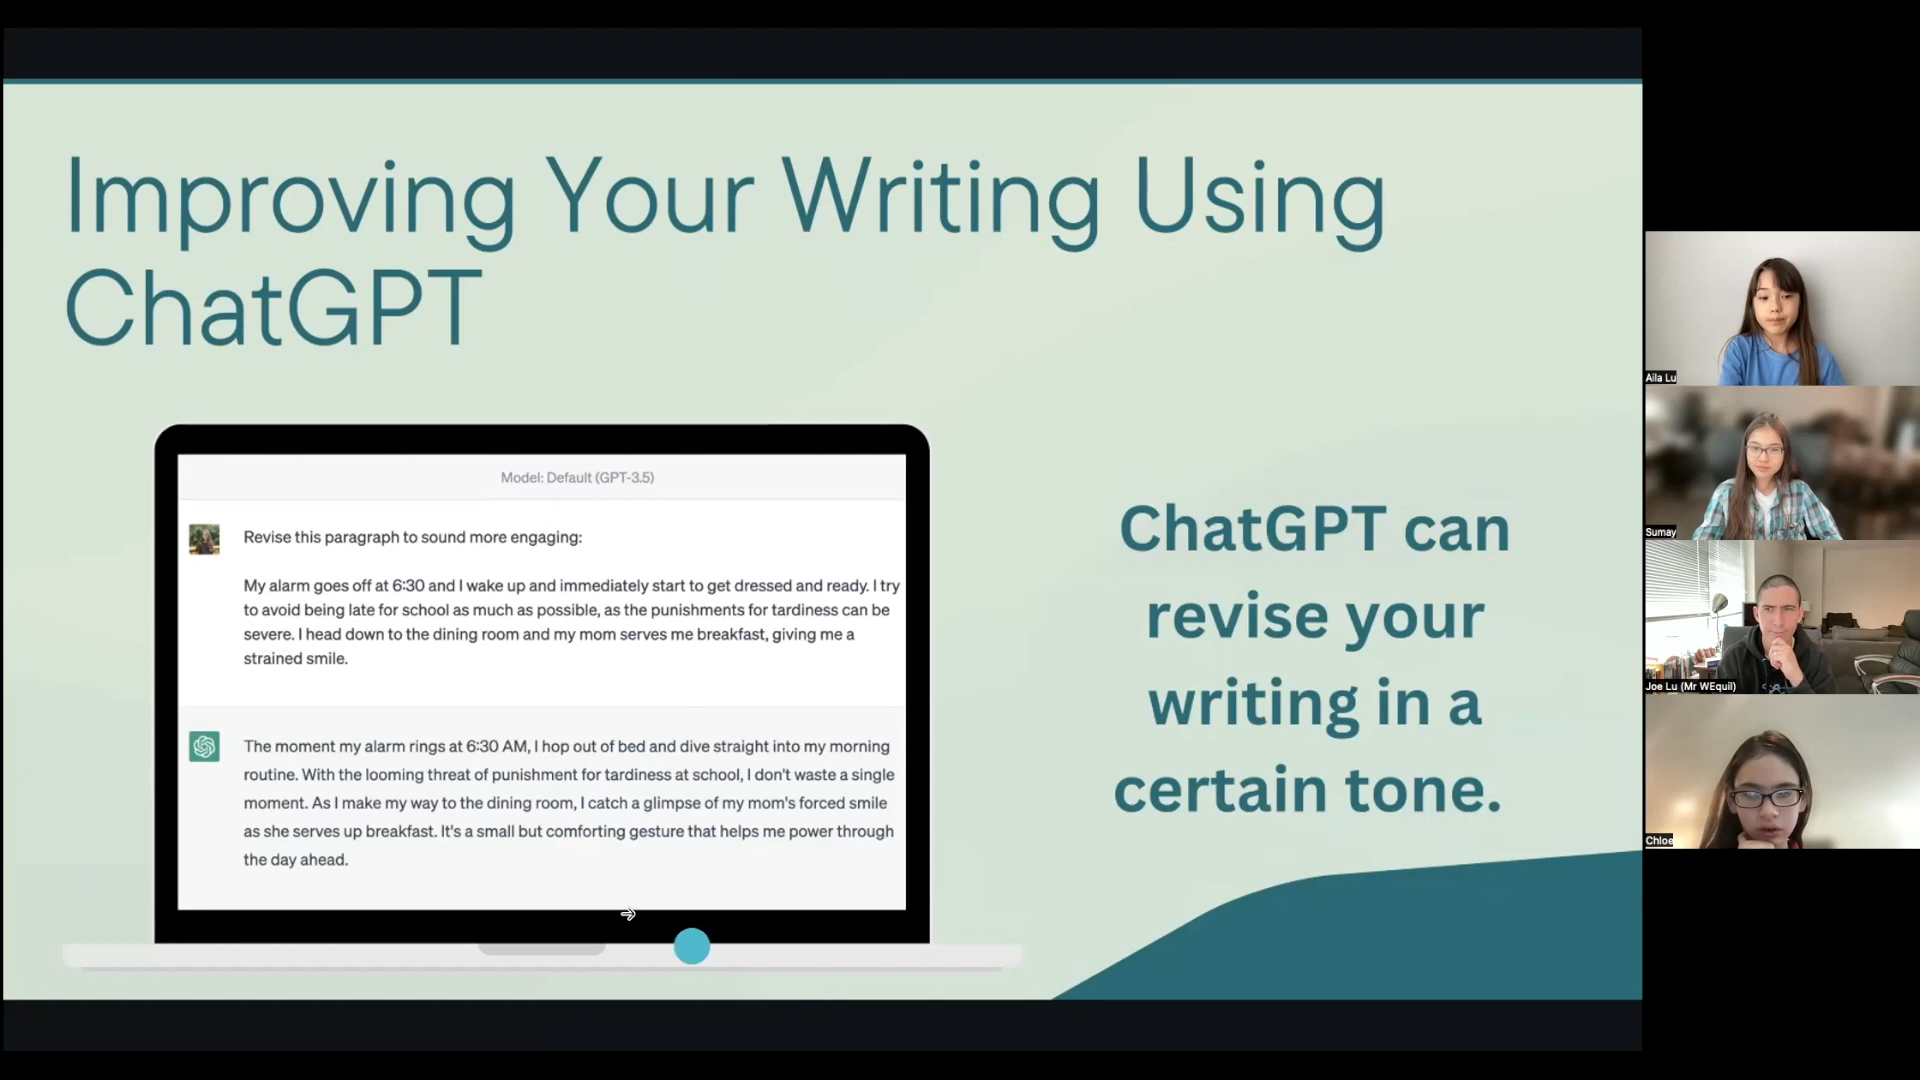 Improving Your Writing Using
ChatGPT
Model: Default (GPT-3.5)
Revise this paragraph to sound more engaging:
My alarm goes off at 6:30 and I wake up and immediately start to get dressed and ready. I try
to avoid being late for school as much as possible, as the punishments for tardiness can be
severe. I head down to the dining room and my mom serves me breakfast, giving me a
strained smile.
The moment my alarm rings at 6:30 AM, I hop out of bed and dive straight into my morning
routine. With the looming threat of punishment for tardiness at school, I don't waste a single
moment. As I make my way to the dining room, I catch a glimpse of my mom's forced smile
as she serves up breakfast. It's a small but comforting gesture that helps me power through
the day ahead.
ChatGPT can
revise your
writing in a
certain tone.
Aila Lu
Sumay
Joe Lu (Mr WEquil)
Chloe